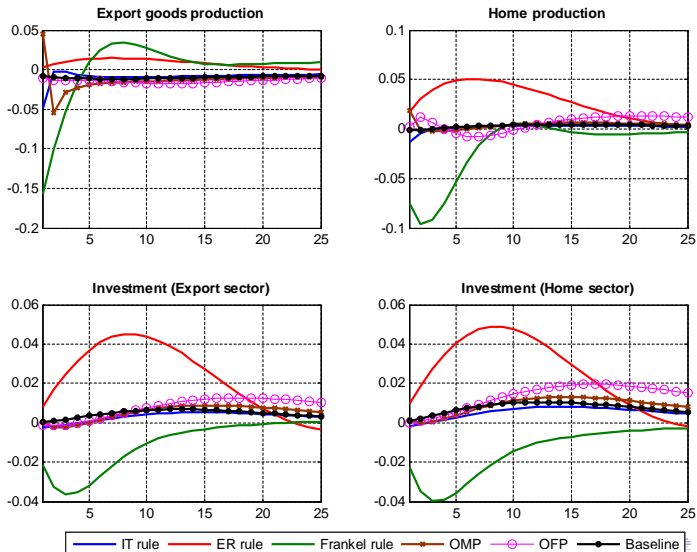 Export goods production
Home production
0.05
0
-0.05
-0.1
-0.15
-0.2
5 10 15 20 25
0.1
0.05
0
-0.05
-0.1
5 10 15 20 25
Investment (Export sector)
Investment (Home sector)
0.06
0.04
0.02
0
-0.02
-0.04
5 10 15 20 25
0.06
0.04
0.02
0
-0.02
-0.04
5 10 15 20 25
IT rule ER rule Frankel rule OMP OFP Baseline